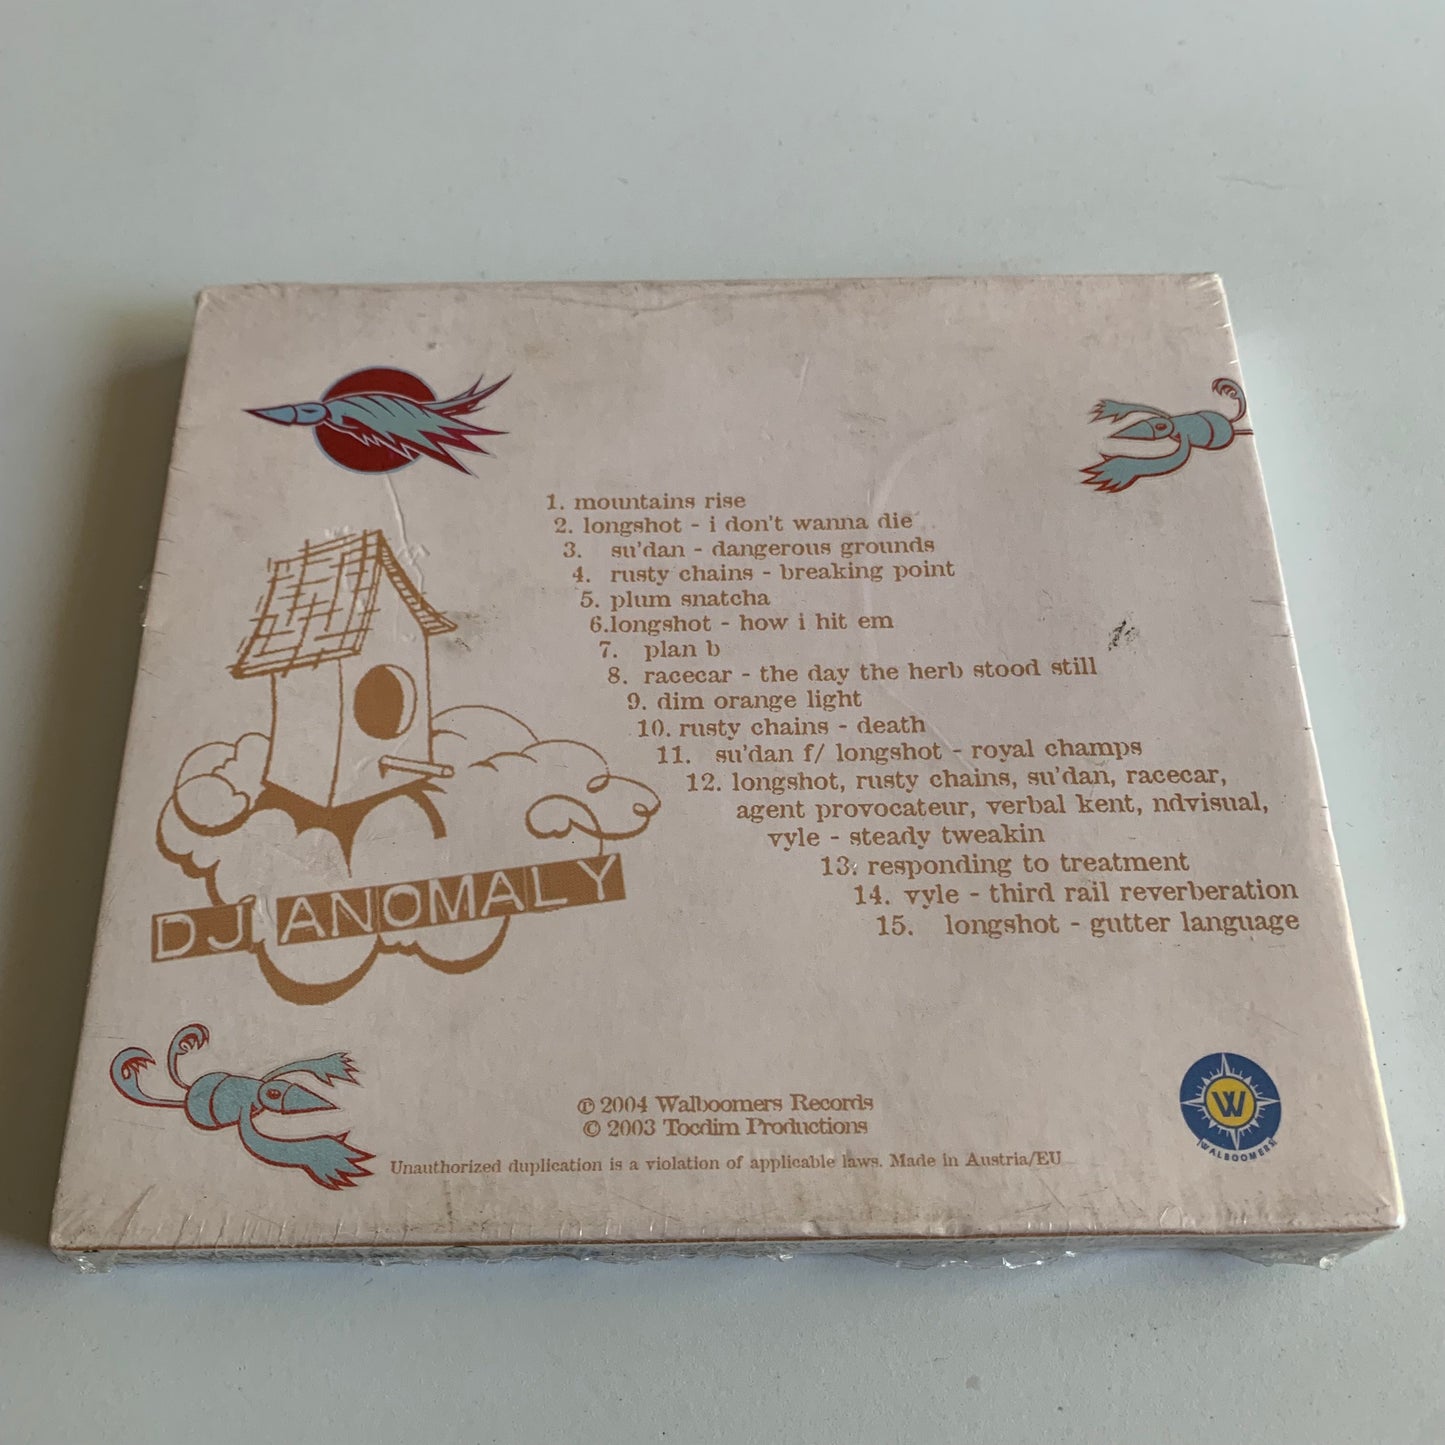 1. mountains rise
2. longshot - i don't wanna die
3. su'dan - dangerous grounds
4. rusty chains - breaking point
5. plum snatcha
6.longshot - how i hit em
7. plan b
8. racecar - the day the herb stood still
9. dim orange light
10. rusty chains - death
11. su'dan f/ longshot - royal champs
12. longshot, rusty chains, su'dan, racecar,
agent provocateur, verbal kent, ndvisual,
vyle - steady tweakin
13. responding to treatment
14. vyle - third rail reverberation
15. longshot - gutter language
DJ ANOMALY
℗ 2004 Walboomers Records
© 2003 Tocdim Productions
Unauthorized duplication is a violation of applicable laws. Made in Austria/EU
W
WALBOOMERS